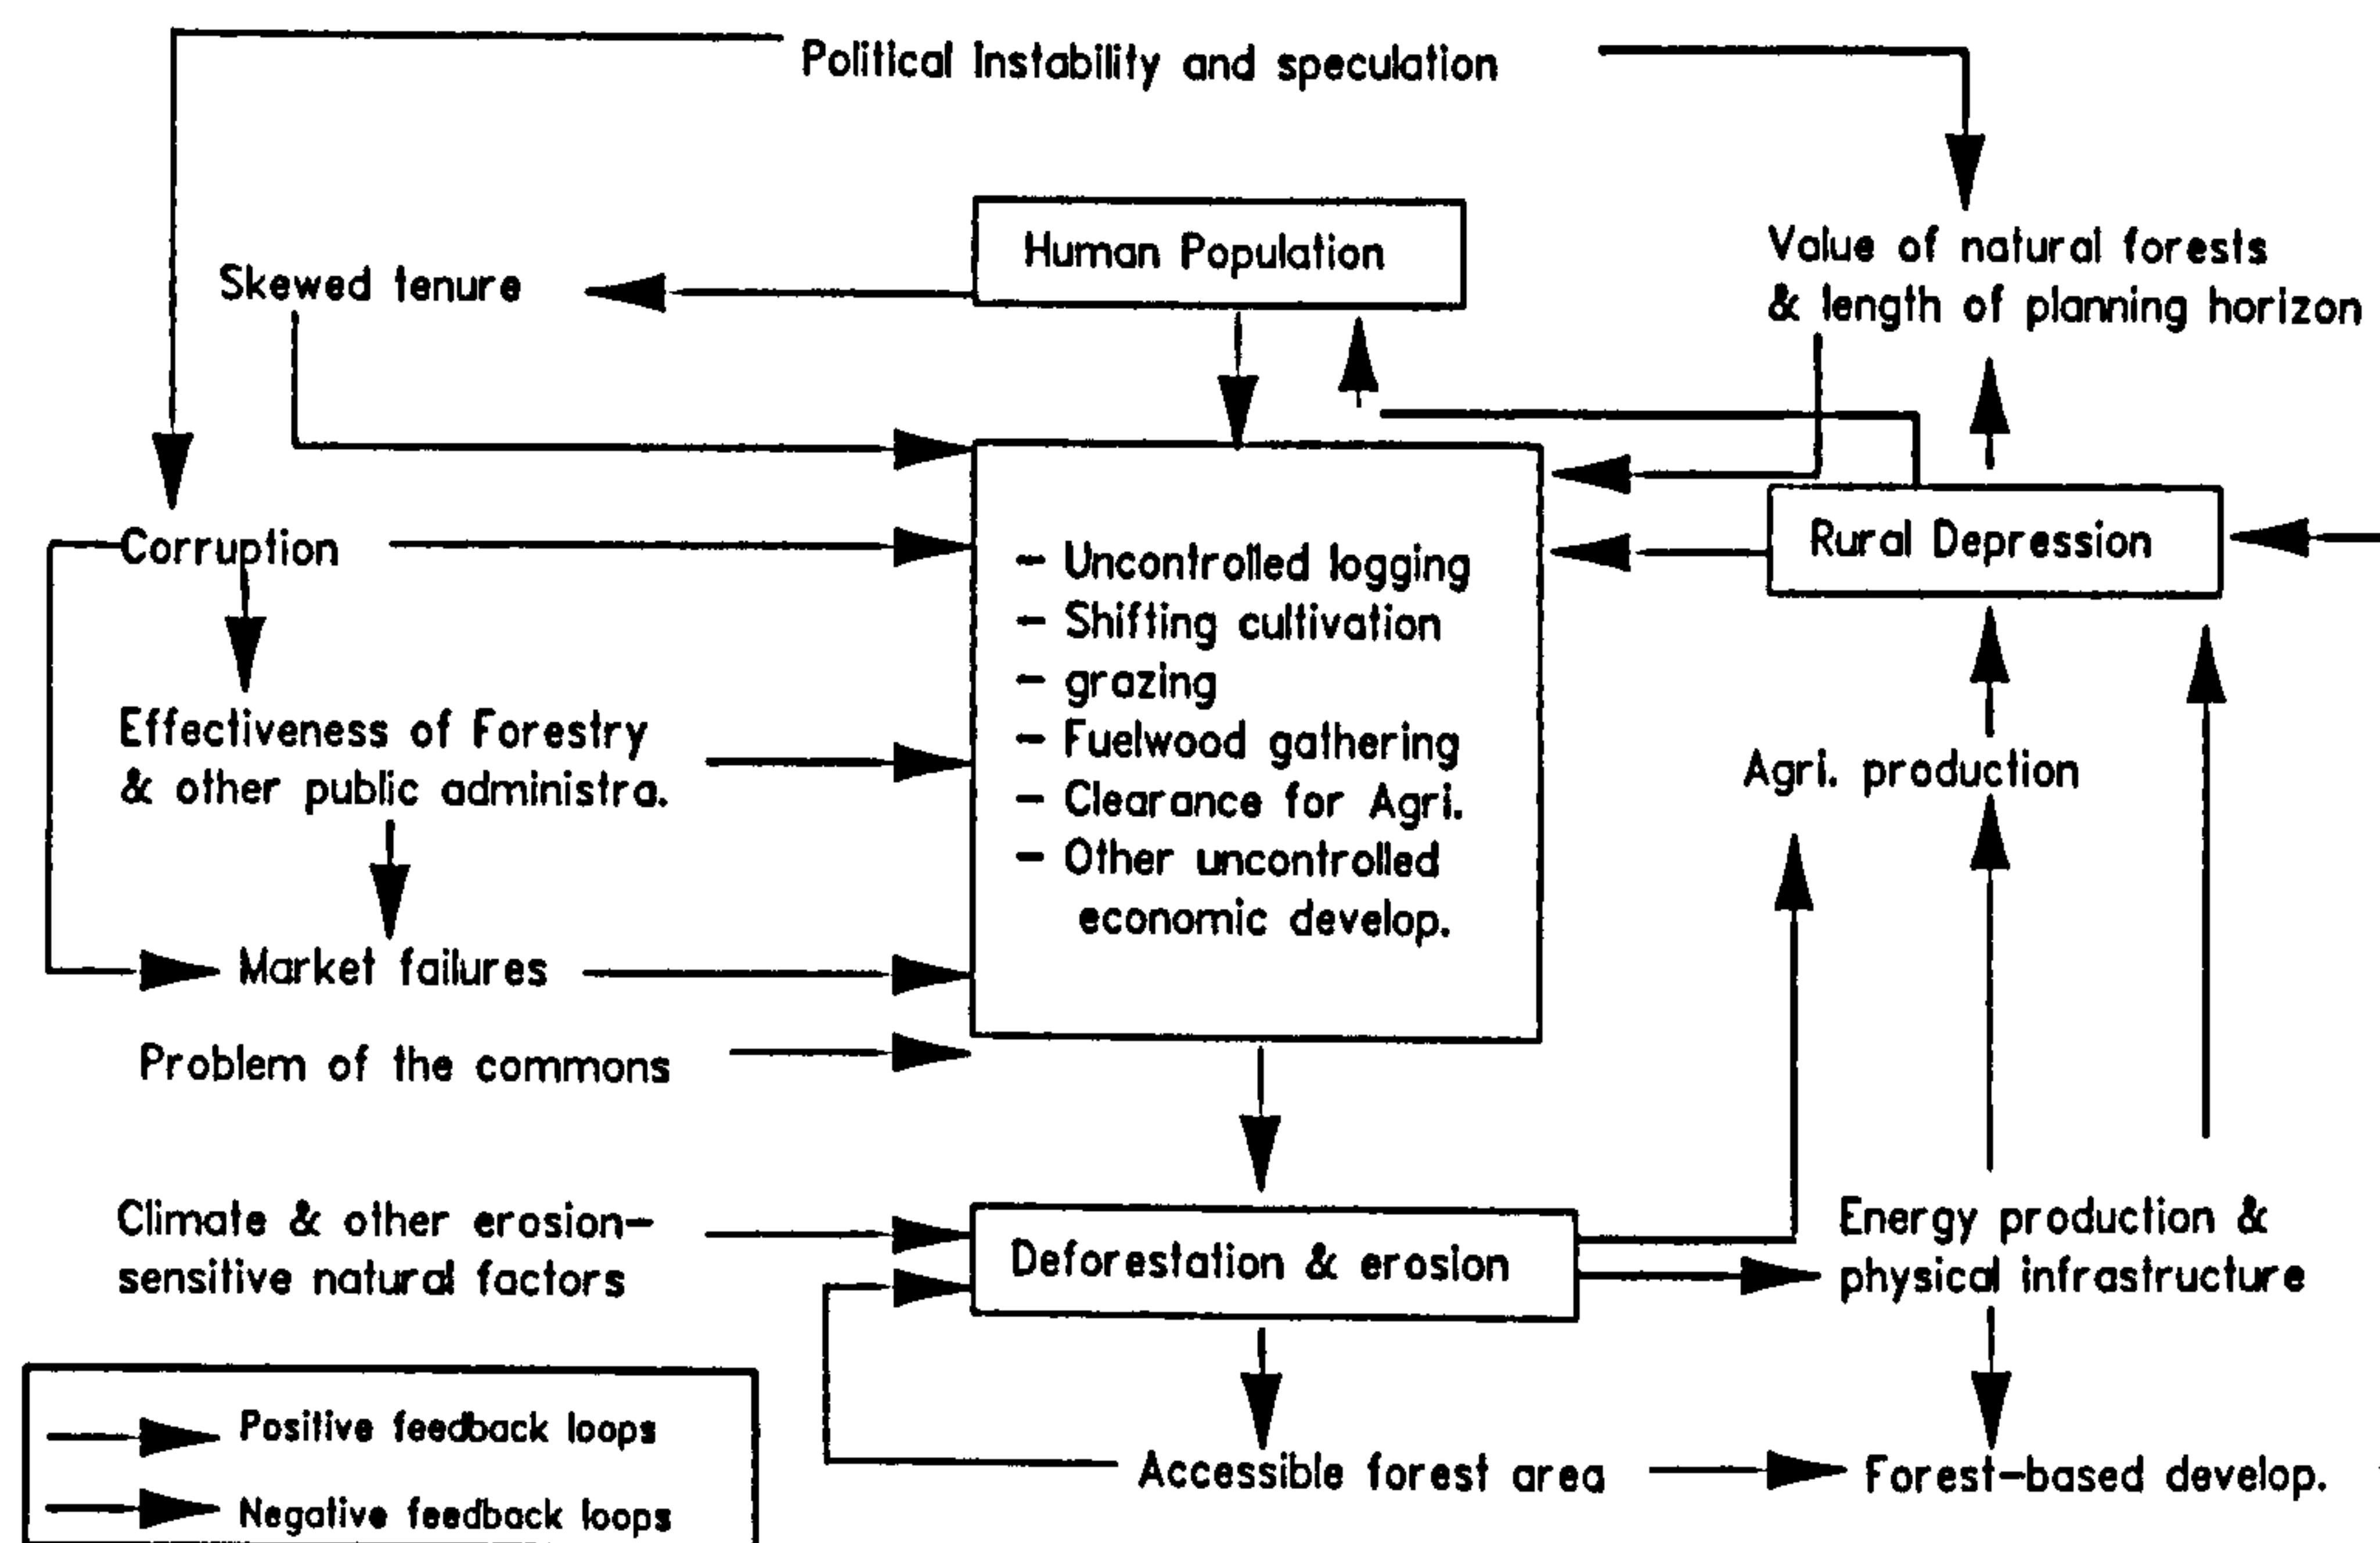 Political Instability and speculation
Human Population
Value of natural forests
& length of planning horizon
Skewed tenure
Corruption
Rural Depression
- Uncontrolled logging
- Shifting cultivation
- grazing
- Fuelwood gathering
- Clearance for Agri.
- Other uncontrolled
economic develop.
Effectiveness of Forestry
& other public administra.
Agri. production
Market failures
Problem of the commons
Climate & other erosion-
sensitive natural factors
Deforestation & erosion
Energy production &
physical infrastructure
Accessible forest area
Forest-based develop.
Positive feedback loops
Negative feedback loops